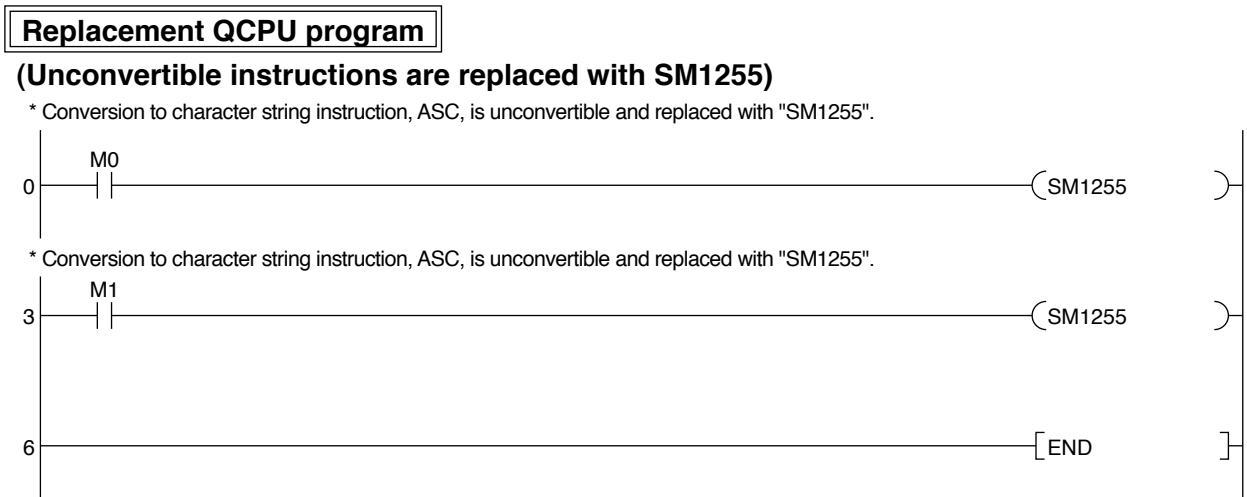 Replacement QCPU program
(Unconvertible instructions are replaced with SM1255)
* Conversion to character string instruction, ASC, is unconvertible and replaced with "SM1255".
M0
0 SM1255
* Conversion to character string instruction, ASC, is unconvertible and replaced with "SM1255".
M1
3 SM1255
6 END